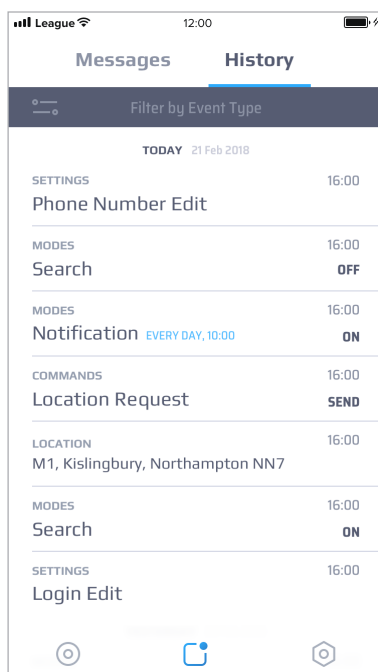 League 12:00
Messages History
Filter by Event Type
TODAY 21 Feb 2018
SETTINGS 16:00
Phone Number Edit
MODES 16:00
Search OFF
MODES 16:00
Notification EVERY DAY, 10:00 ON
COMMANDS 16:00
Location Request SEND
LOCATION 16:00
M1, Kislingbury, Northampton NN7
MODES 16:00
Search ON
SETTINGS 16:00
Login Edit